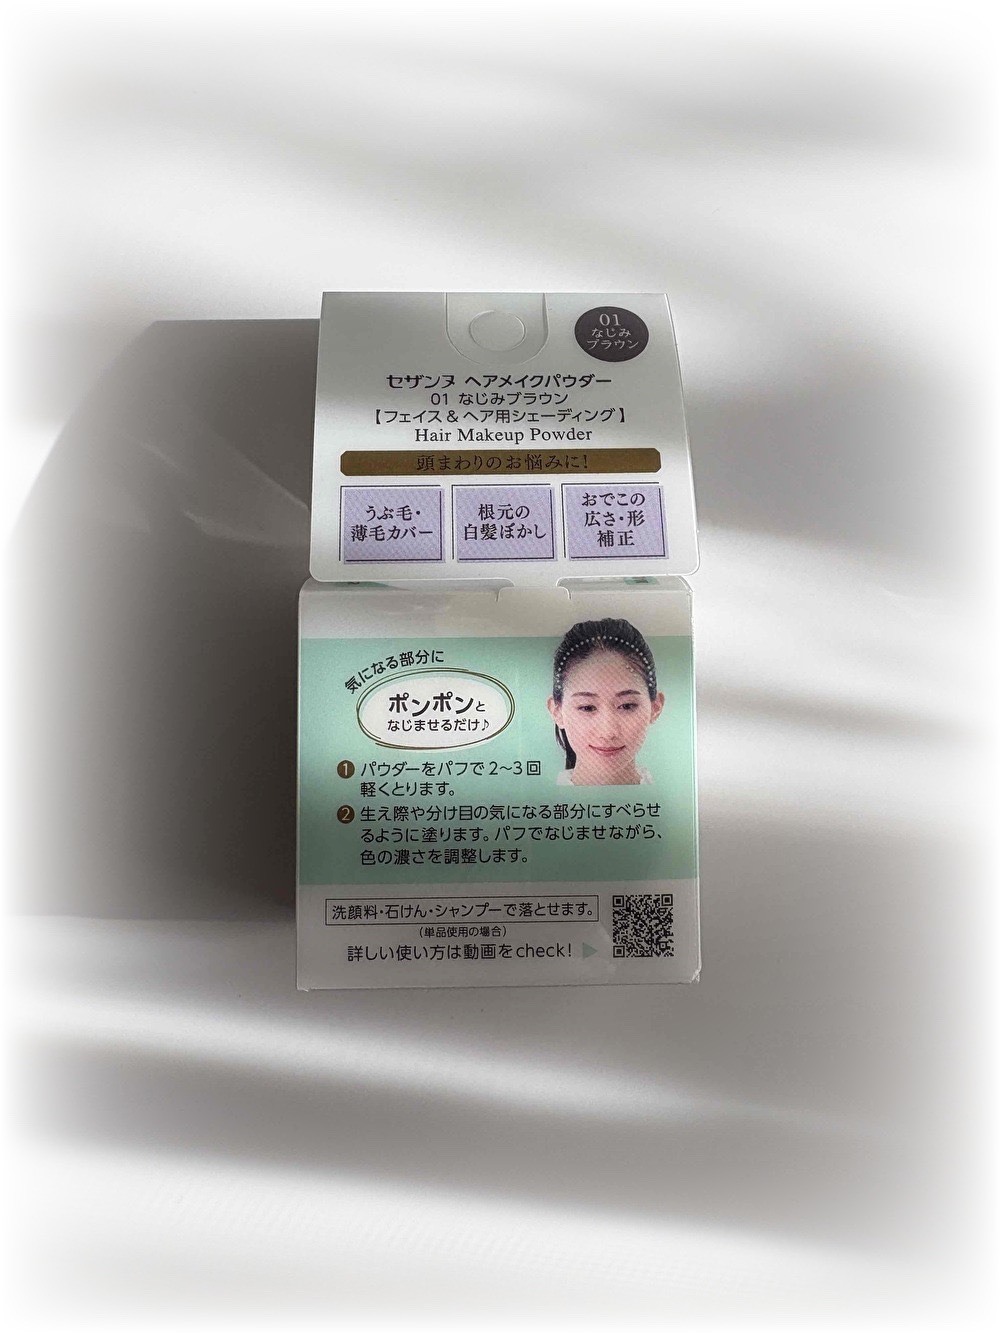 01
なじみ
ブラウン
セザンヌ ヘアメイクパウダー
01 なじみブラウン
【フェイス&ヘア用シェーディング】
Hair Makeup Powder
頭まわりのお悩みに!
うぶ毛・
薄毛カバー
根元の
白髪ぼかし
おでこの
広さ・形
補正
気になる部分に
ポンポンと
なじませるだけ♪
1 パウダーをパフで2~3回
軽くとります。
2 生え際や分け目の気になる部分にすべらせ
るように塗ります。パフでなじませながら、
色の濃さを調整します。
洗顔料・石けん・シャンプーで落とせます。
(単品使用の場合)
詳しい使い方は動画をcheck! ▶